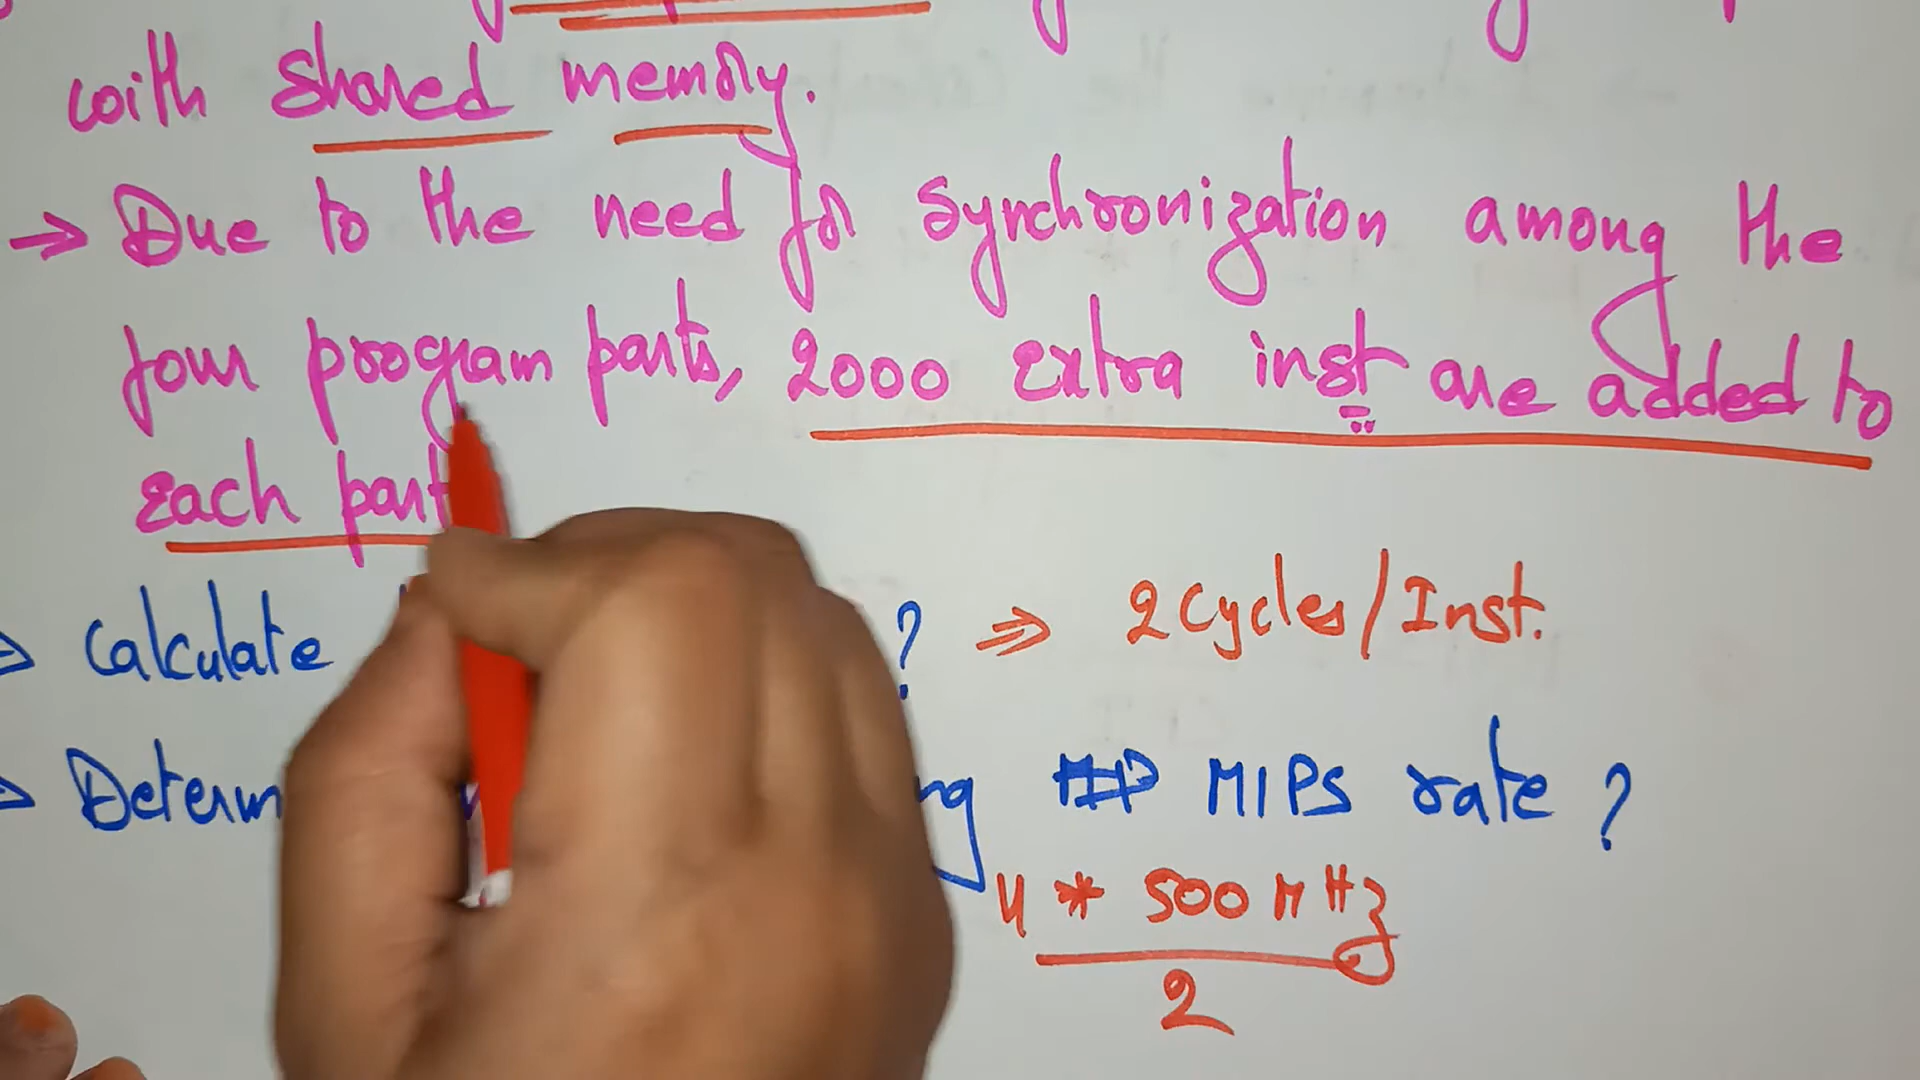 with shared memory.
⇒ Due to the need for synchronization among the
four program parts, 2000 extra inst are added to
each part
Calculate ? ⇒ 2 Cycles/Inst.
MIPS rate ?
4 * 500 MHz
2